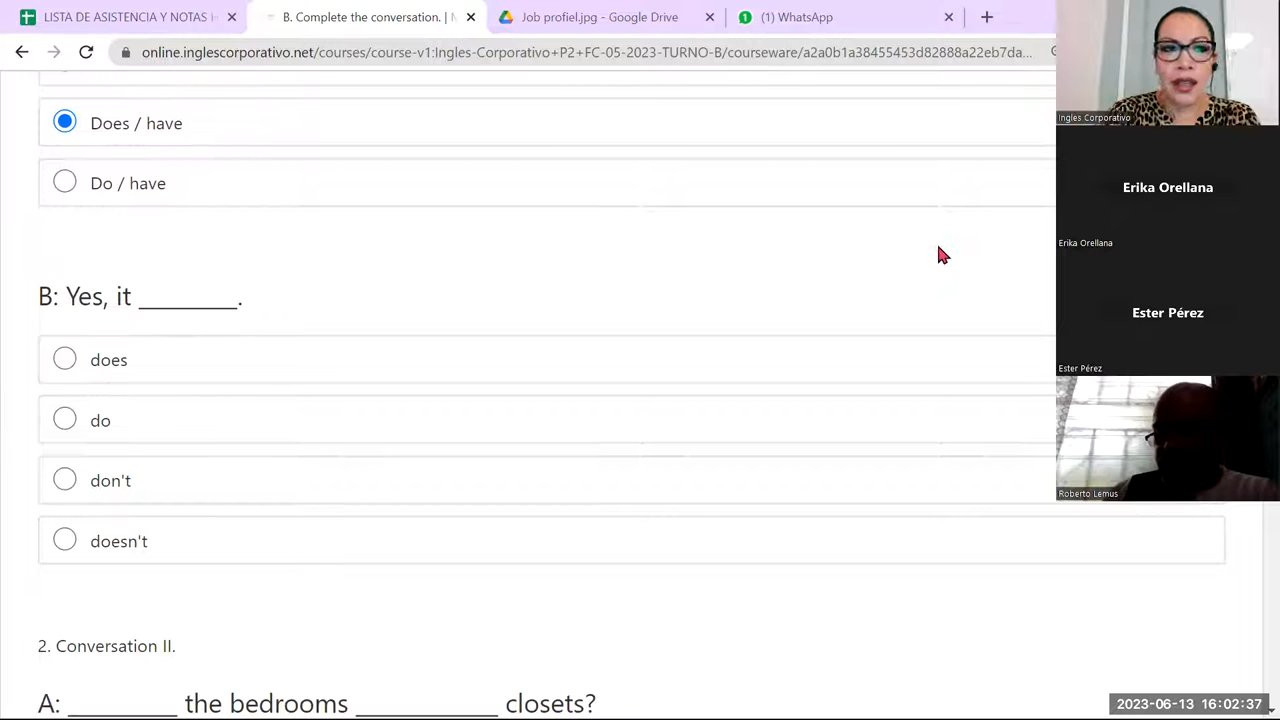 LISTA DE ASISTENCIA Y NOTAS
B. Complete the conversation. |
Job profiel.jpg - Google Drive
(1) WhatsApp
online.inglescorporativo.net/courses/course-v1:Ingles-Corporativo+P2+FC-05-2023-TURNO-B/courseware/a2a0b1a38455453d82888a22eb7da...
Does / have
Do / have
B: Yes, it ________.
does
do
don't
doesn't
2. Conversation II.
A: _________ the bedrooms ____________ closets?
Ingles Corporativo
Erika Orellana
Erika Orellana
Ester Pérez
Ester Pérez
Roberto Lemus
2023-06-13 16:02:37